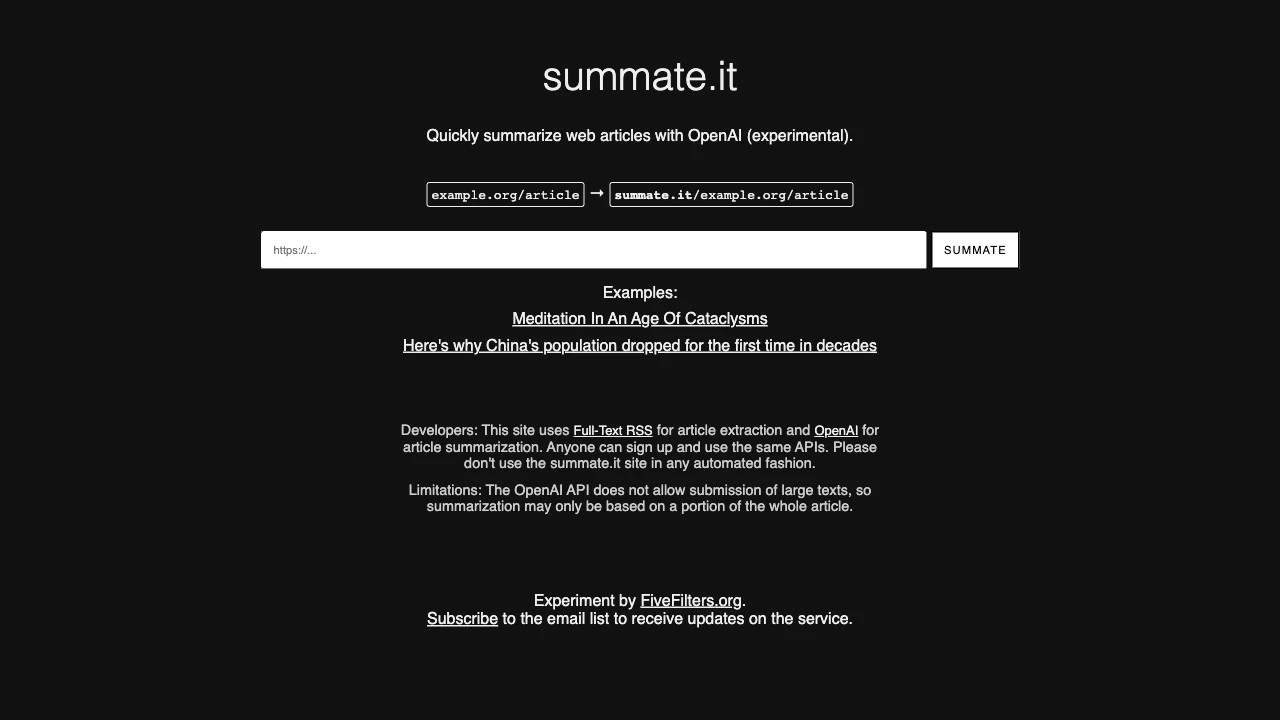 summate.it
Quickly summarize web articles with OpenAI (experimental).
example.org/article → summate.it/example.org/article
https://... SUMMATE
Examples:
Meditation In An Age Of Cataclysms
Here's why China's population dropped for the first time in decades
Developers: This site uses Full-Text RSS for article extraction and OpenAI for
article summarization. Anyone can sign up and use the same APIs. Please
don't use the summate.it site in any automated fashion.
Limitations: The OpenAI API does not allow submission of large texts, so
summarization may only be based on a portion of the whole article.
Experiment by FiveFilters.org.
Subscribe to the email list to receive updates on the service.